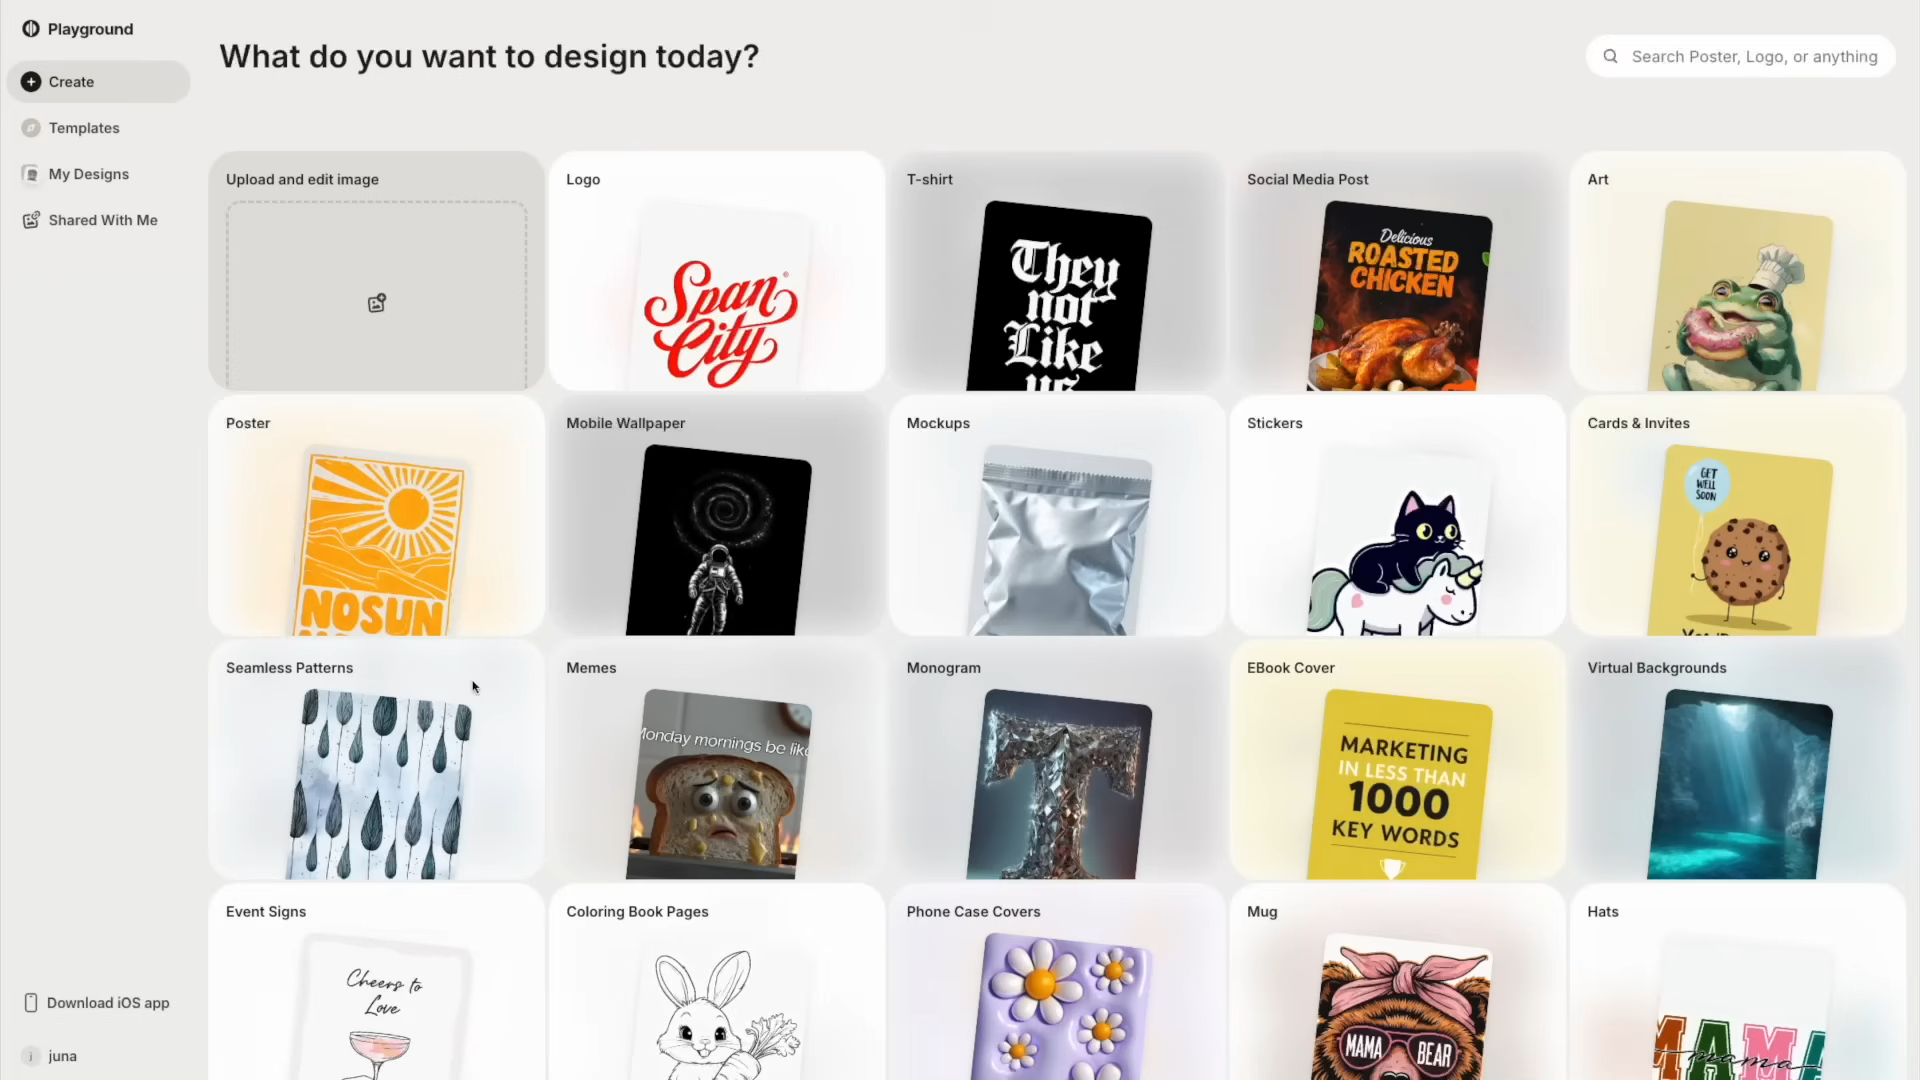 Playground
What do you want to design today?
Search Poster, Logo, or anything
Create
Templates
My Designs
Shared With Me
Upload and edit image
Logo
Span
City
T-shirt
They
not
Like
us
Social Media Post
Delicious
ROASTED
CHICKEN
Art
Poster
NOSUN
Mobile Wallpaper
Mockups
Stickers
Cards & Invites
GET
WELL
SOON
Seamless Patterns
Memes
Monday mornings be like
Monogram
T
EBook Cover
MARKETING
IN LESS THAN
1000
KEY WORDS
Virtual Backgrounds
Event Signs
Cheers to
Love
Coloring Book Pages
Phone Case Covers
Mug
MAMA BEAR
Hats
MAMA
mama
Download iOS app
j juna